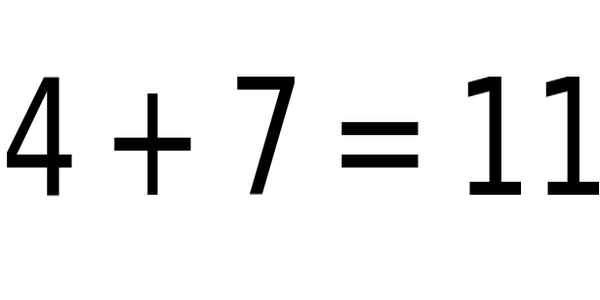 4 + 7 = 11